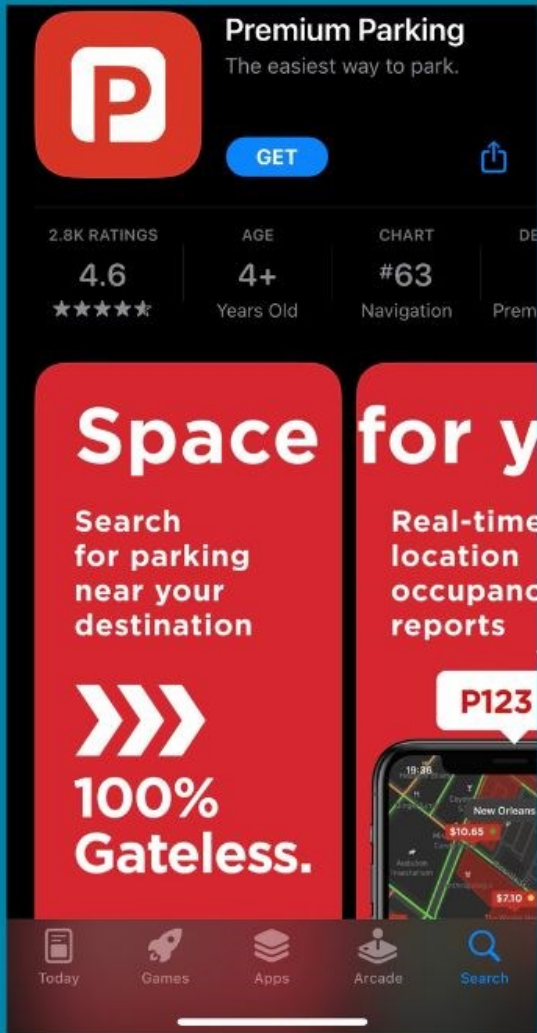 P
Premium Parking
The easiest way to park.
GET
2.8K RATINGS
4.6
AGE
4+
Years Old
CHART
#63
Navigation
DE
Prem
Space for y
Search
for parking
near your
destination
100%
Gateless.
Real-time
location
occupanc
reports
P123
19:36
New Orleans
$10.65
$7.10
Today
Games
Apps
Arcade
Search